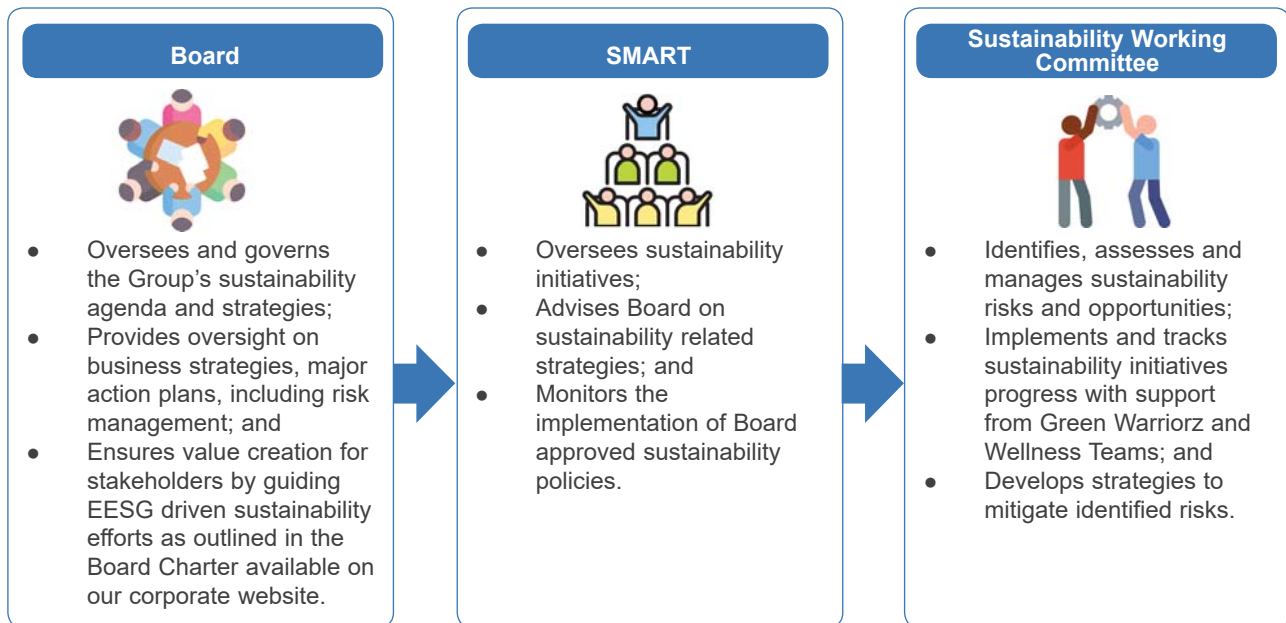 Board
● Oversees and governs
the Group’s sustainability
agenda and strategies;
● Provides oversight on
business strategies, major
action plans, including risk
management; and
● Ensures value creation for
stakeholders by guiding
EESG driven sustainability
efforts as outlined in the
Board Charter available on
our corporate website.
SMART
● Oversees sustainability
initiatives;
● Advises Board on
sustainability related
strategies; and
● Monitors the
implementation of Board
approved sustainability
policies.
Sustainability Working
Committee
● Identifies, assesses and
manages sustainability
risks and opportunities;
● Implements and tracks
sustainability initiatives
progress with support
from Green Warriorz and
Wellness Teams; and
● Develops strategies to
mitigate identified risks.